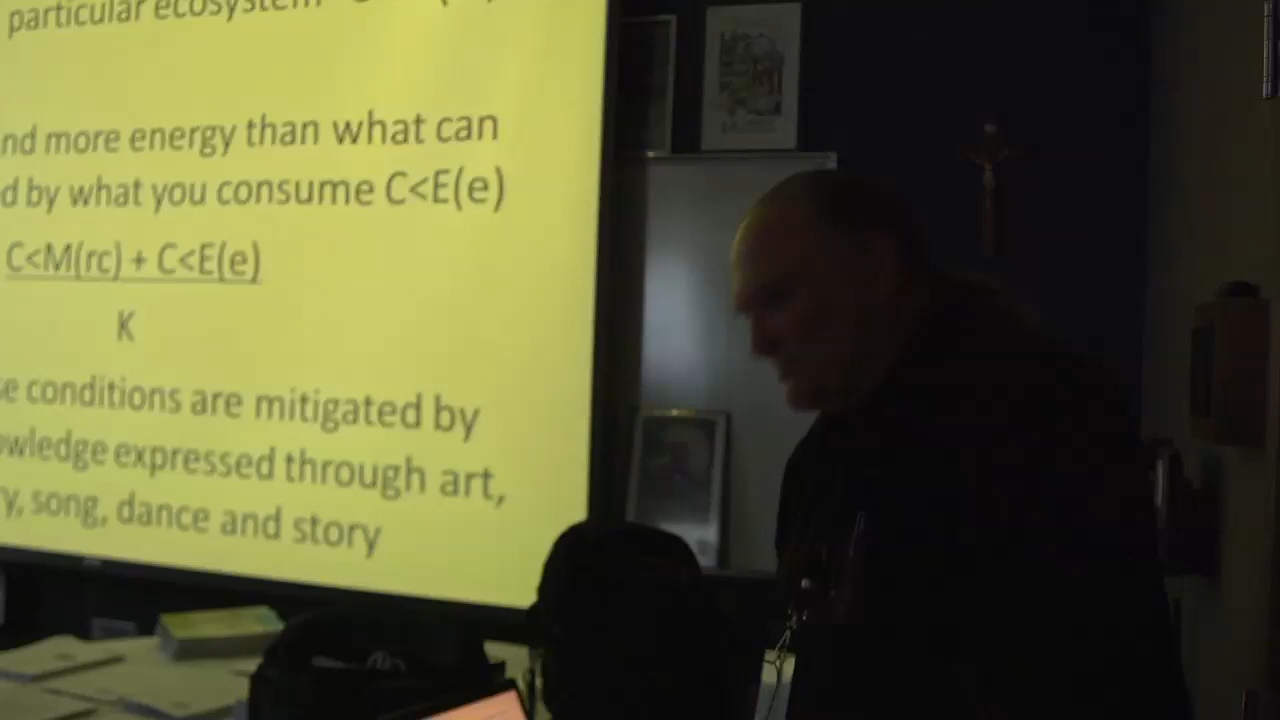 particular ecosystem
nd more energy than what can
d by what you consume C<E(e)
C<M(rc) + C<E(e)
K
e conditions are mitigated by
owledge expressed through art,
y, song, dance and story